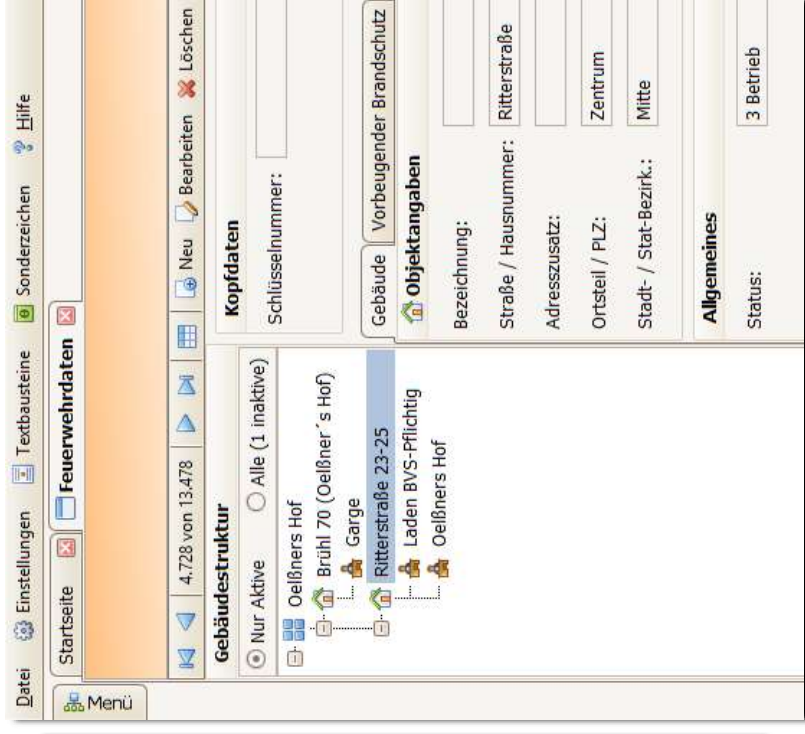 Datei Einstellungen Textbausteine Sonderzeichen Hilfe
Startseite Feuerwehrdaten
Menü
4.728 von 13.478 Neu Bearbeiten Löschen
Gebäudestruktur
Nur Aktive Alle (1 inaktive)
Oelßners Hof
Brühl 70 (Oelßner´s Hof)
Garge
Ritterstraße 23-25
Laden BVS-Pflichtig
Oelßners Hof
Kopfdaten
Schlüsselnummer:
Gebäude Vorbeugender Brandschutz
Objektangaben
Bezeichnung:
Straße / Hausnummer: Ritterstraße
Adresszusatz:
Ortsteil / PLZ: Zentrum
Stadt- / Stat-Bezirk.: Mitte
Allgemeines
Status: 3 Betrieb